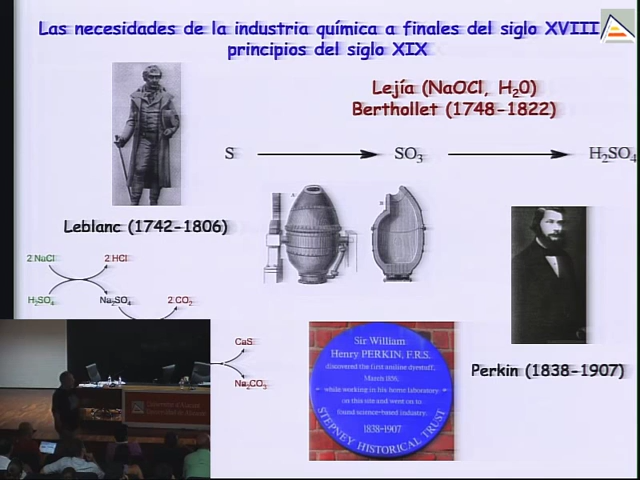 Las necesidades de la industria química a finales del siglo XVIII
principios del siglo XIX
Lejía (NaOCl, H₂0)
Berthollet (1748-1822)
S
SO₃
H₂SO₄
Leblanc (1742-1806)
2 NaCl
2 HCl
H₂SO₄
Na₂SO₄
2 CO₂
CaS
Na₂CO₃
Sir William
Henry PERKIN, F.R.S.
discovered the first aniline dyestuff,
March 1856,
while working in his home laboratory
on this site and went on to
found science-based industry.
1838-1907
STEPNEY HISTORICAL TRUST
Perkin (1838-1907)